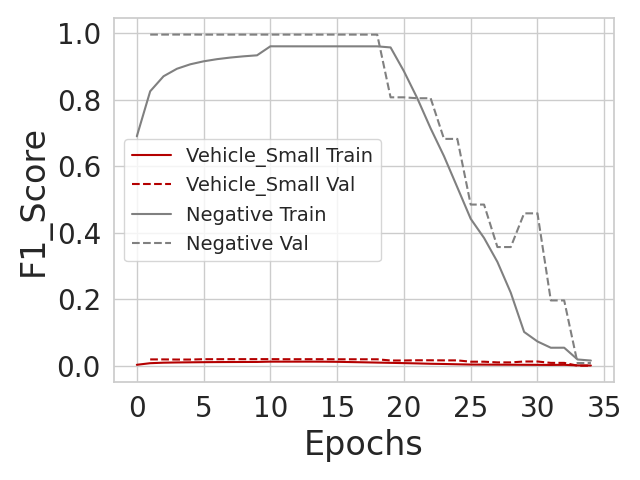 F1_Score
1.0
0.8
0.6
0.4
0.2
0.0
Vehicle_Small Train
Vehicle_Small Val
Negative Train
Negative Val
0 5 10 15 20 25 30 35
Epochs